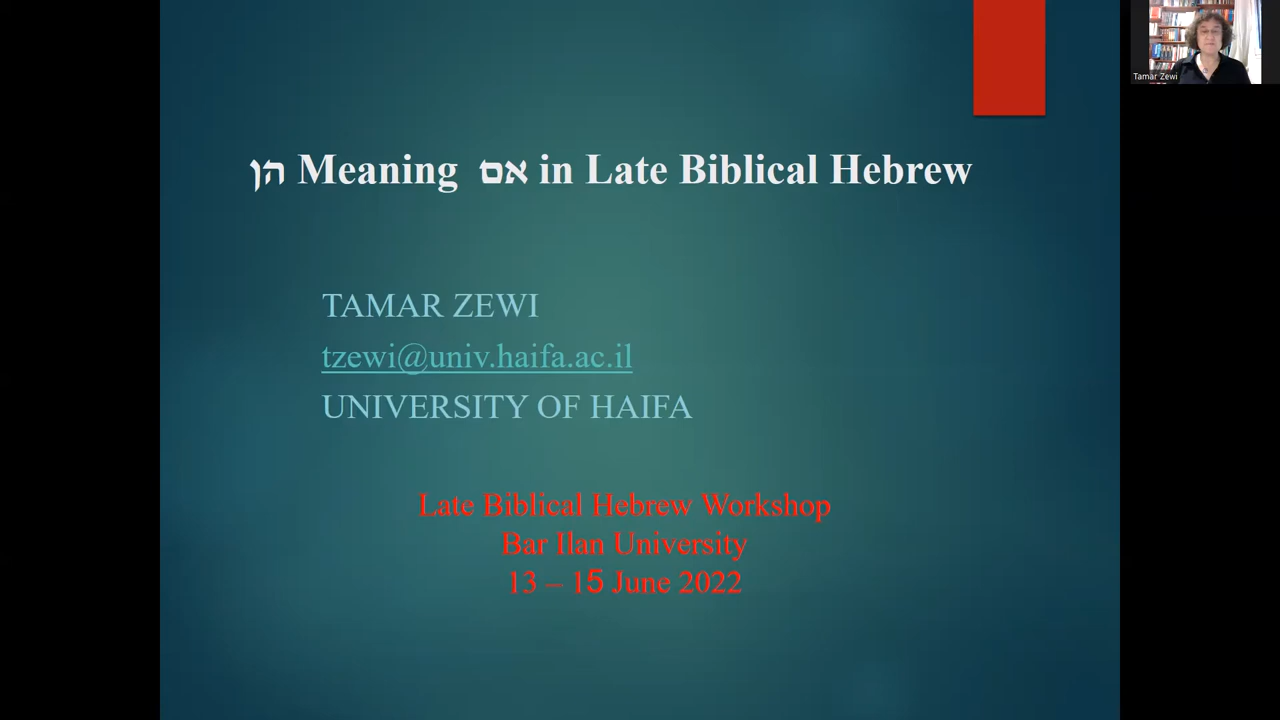 הן Meaning אם in Late Biblical Hebrew
TAMAR ZEWI
tzewi@univ.haifa.ac.il
UNIVERSITY OF HAIFA
Late Biblical Hebrew Workshop
Bar Ilan University
13 – 15 June 2022
Tamar Zewi